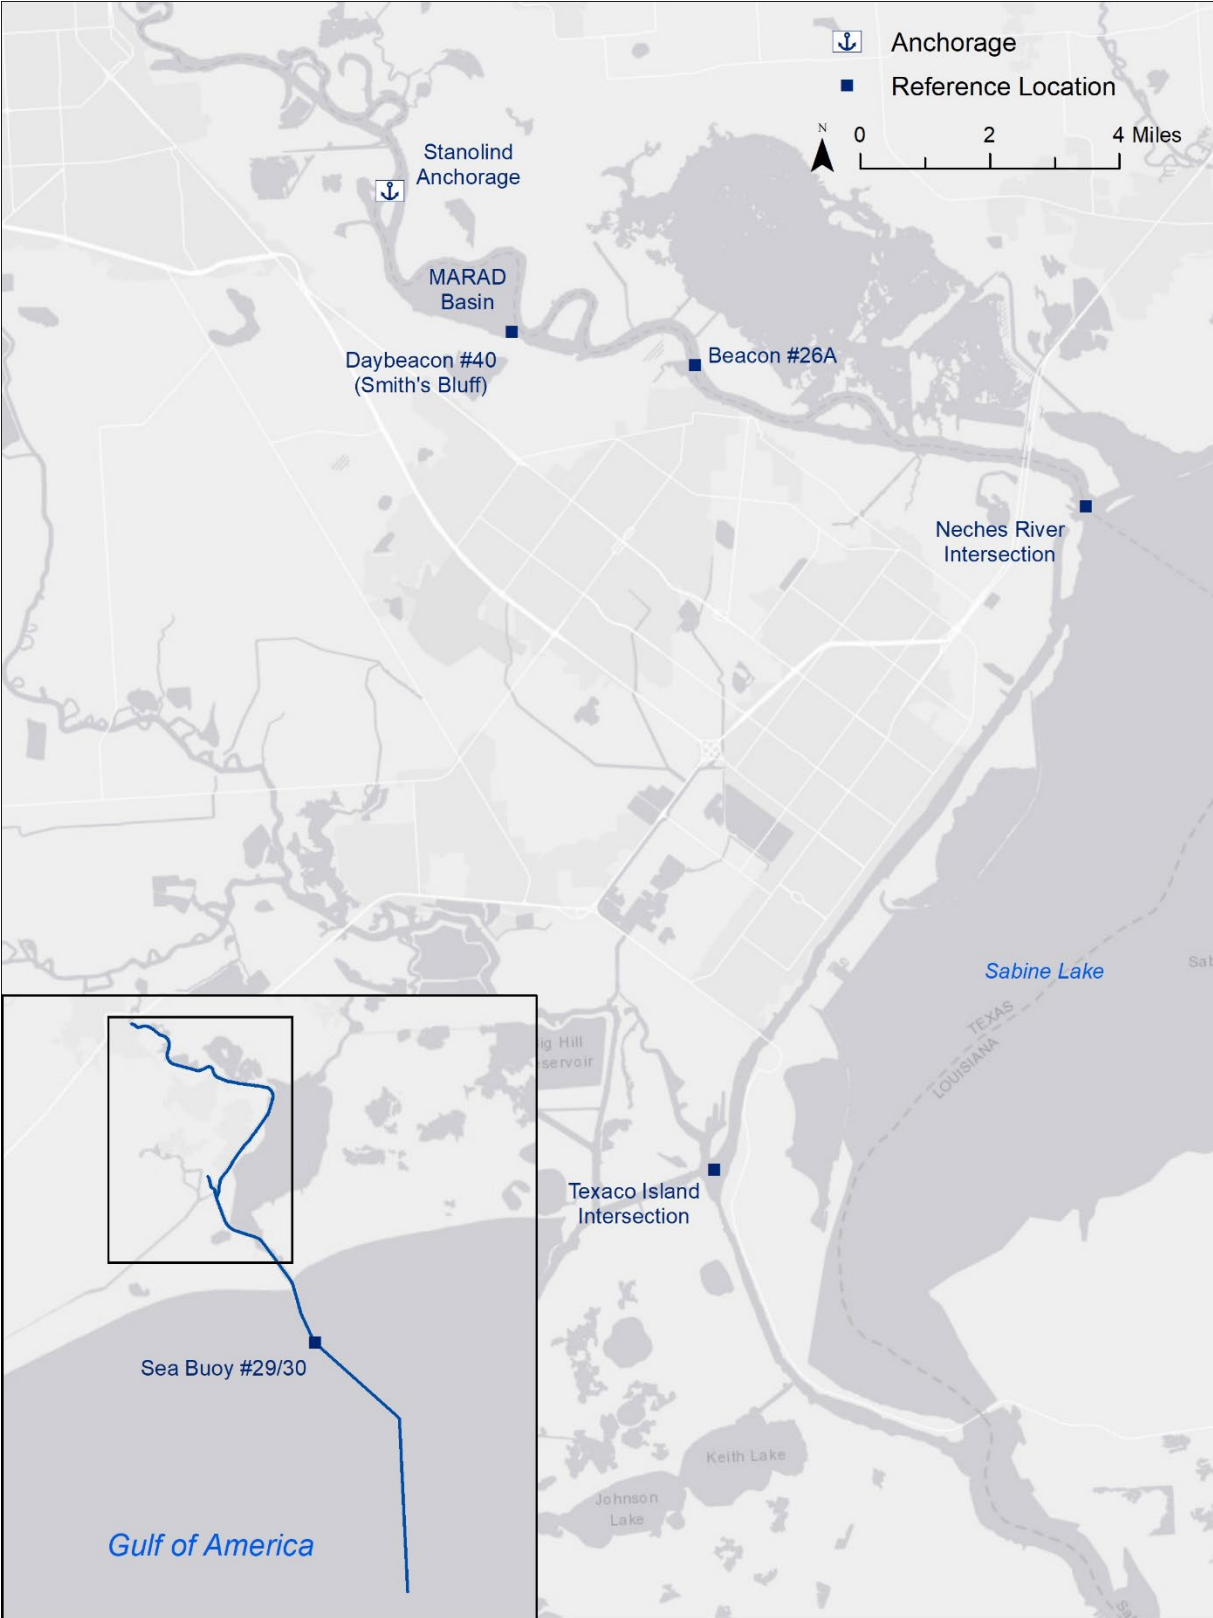 Anchorage
Reference Location
N
0 2 4 Miles
Stanolind
Anchorage
MARAD
Basin
Daybeacon #40
(Smith's Bluff)
Beacon #26A
Neches River
Intersection
Sabine Lake
TEXAS
LOUISIANA
Texaco Island
Intersection
Keith Lake
Johnson
Lake
Sea Buoy #29/30
Gulf of America